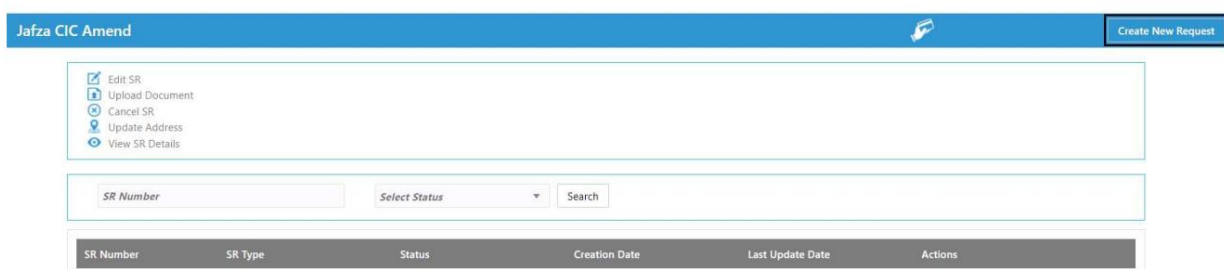 Jafza CIC Amend Create New Request
Edit SR
Upload Document
Cancel SR
Update Address
View SR Details
SR Number Select Status Search
SR Number SR Type Status Creation Date Last Update Date Actions